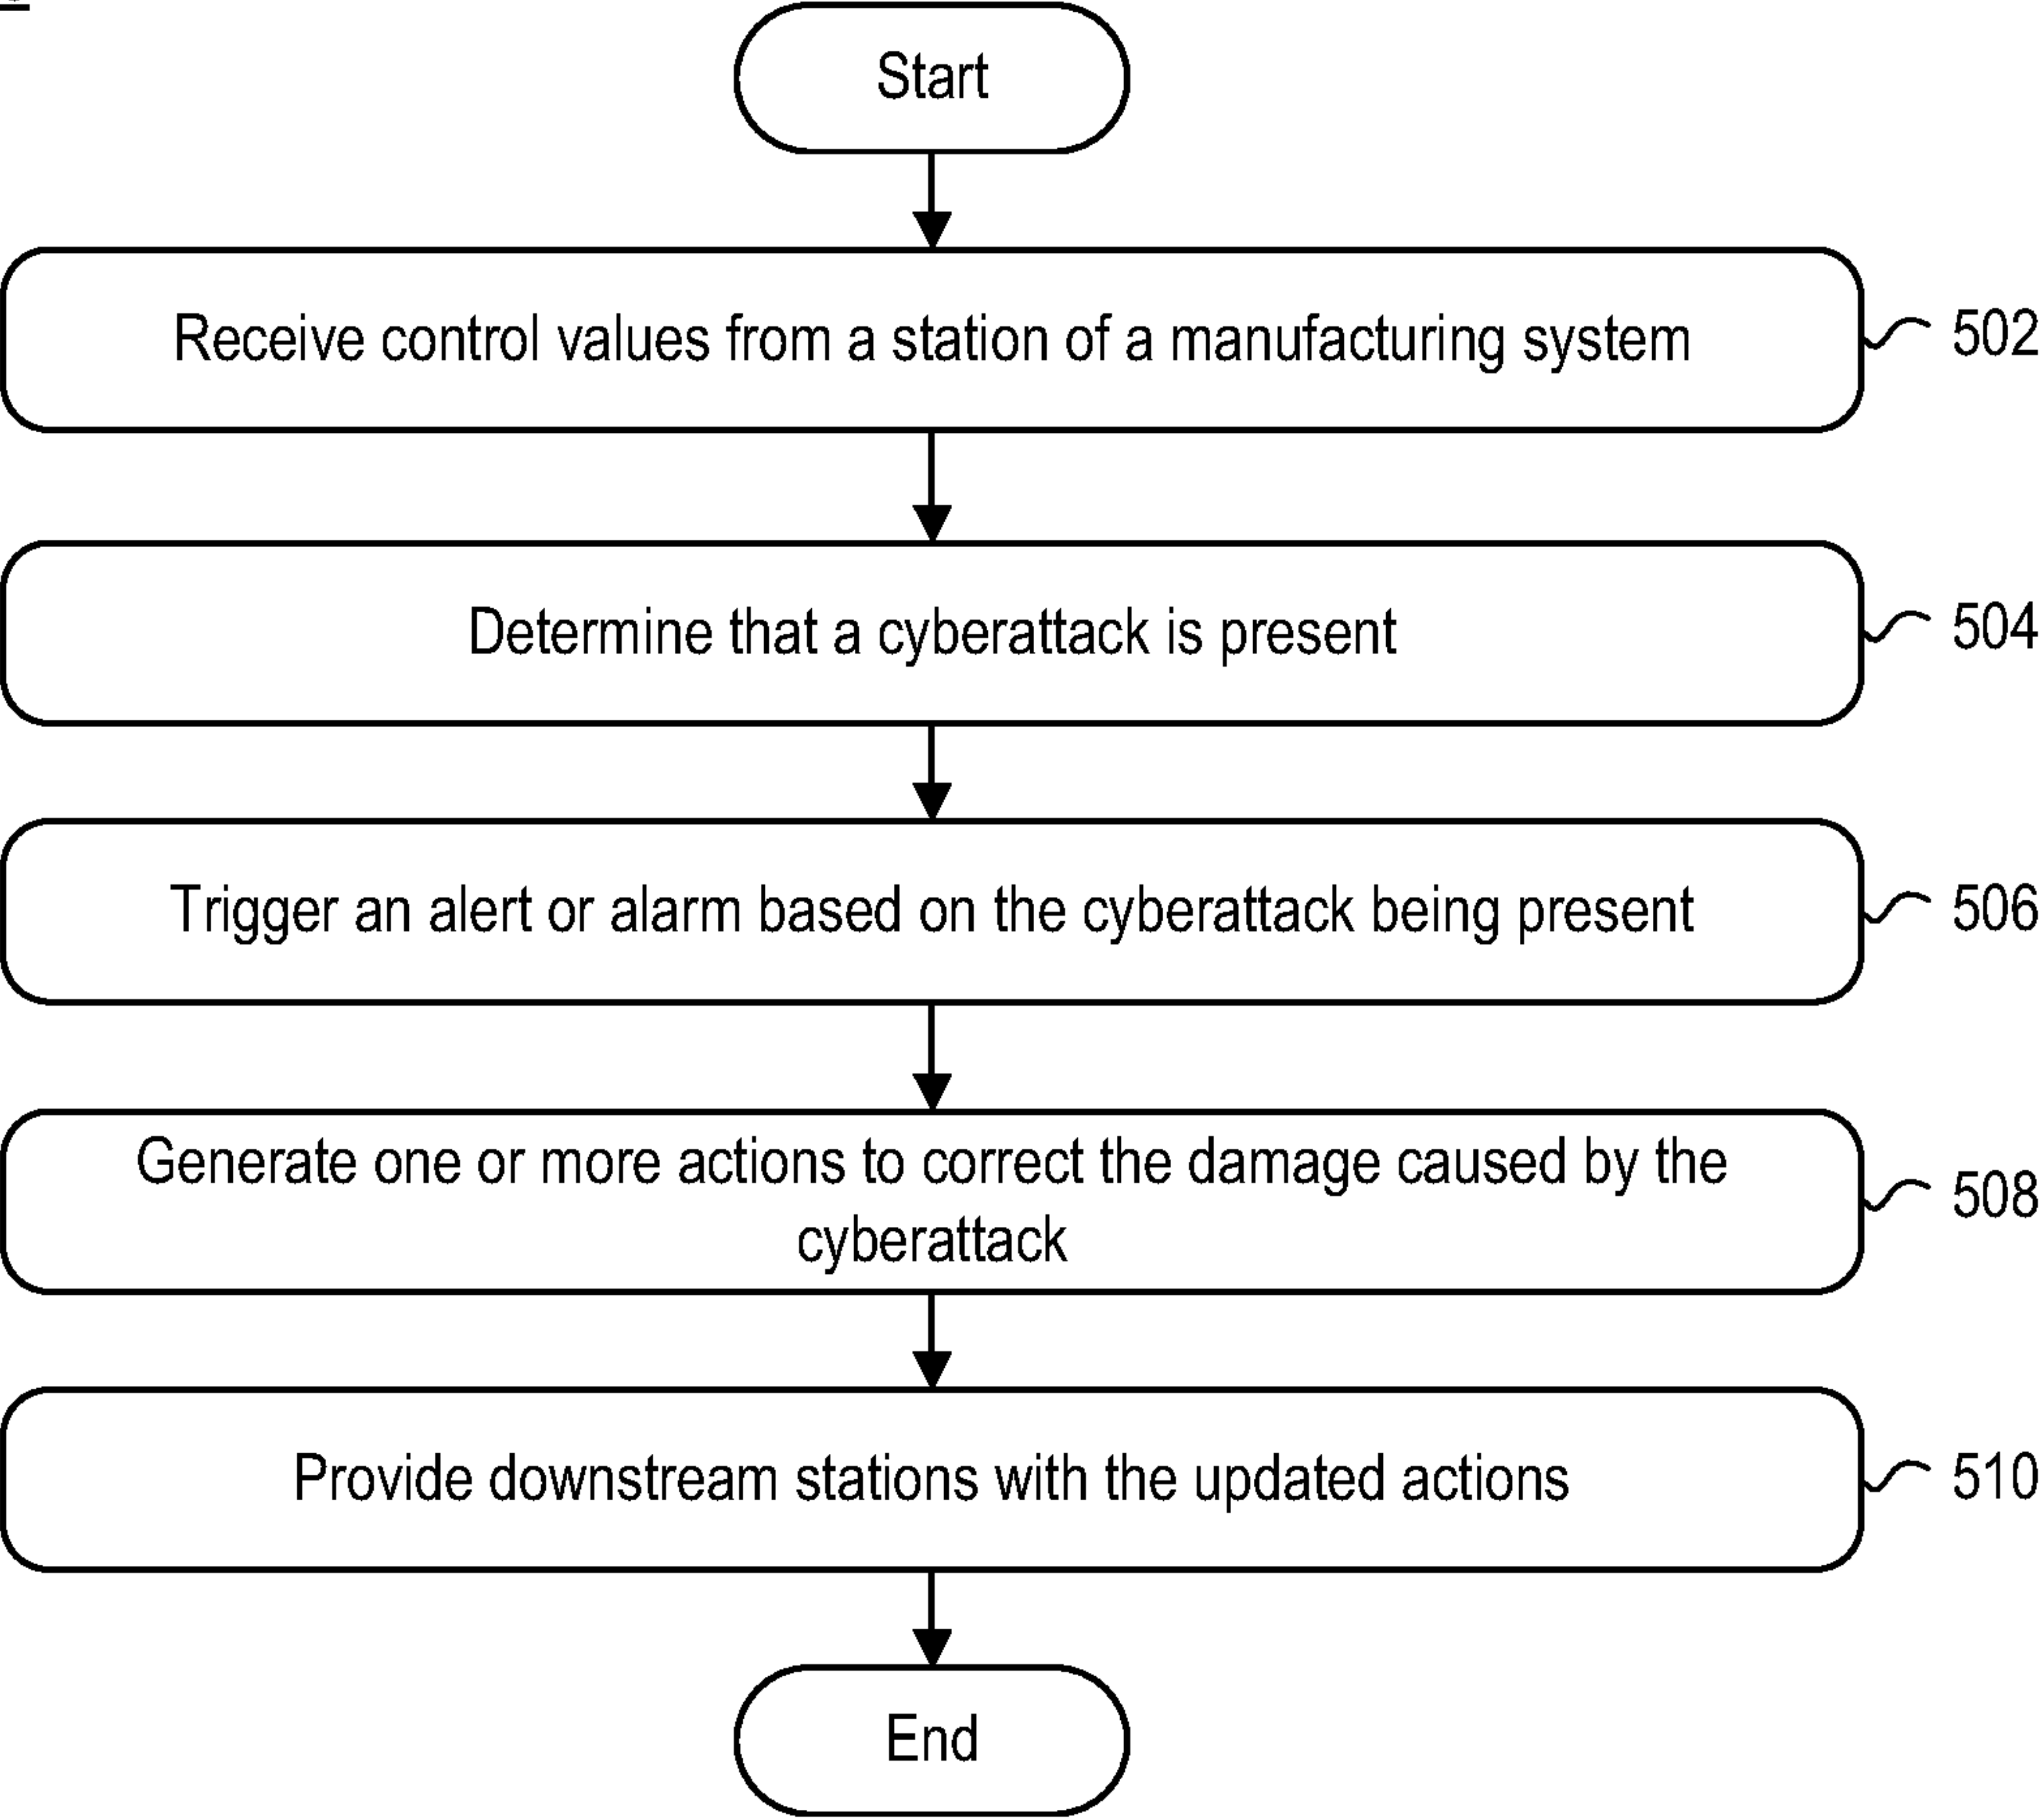 Start
Receive control values from a station of a manufacturing system
502
Determine that a cyberattack is present
504
Trigger an alert or alarm based on the cyberattack being present
506
Generate one or more actions to correct the damage caused by the
cyberattack
508
Provide downstream stations with the updated actions
510
End